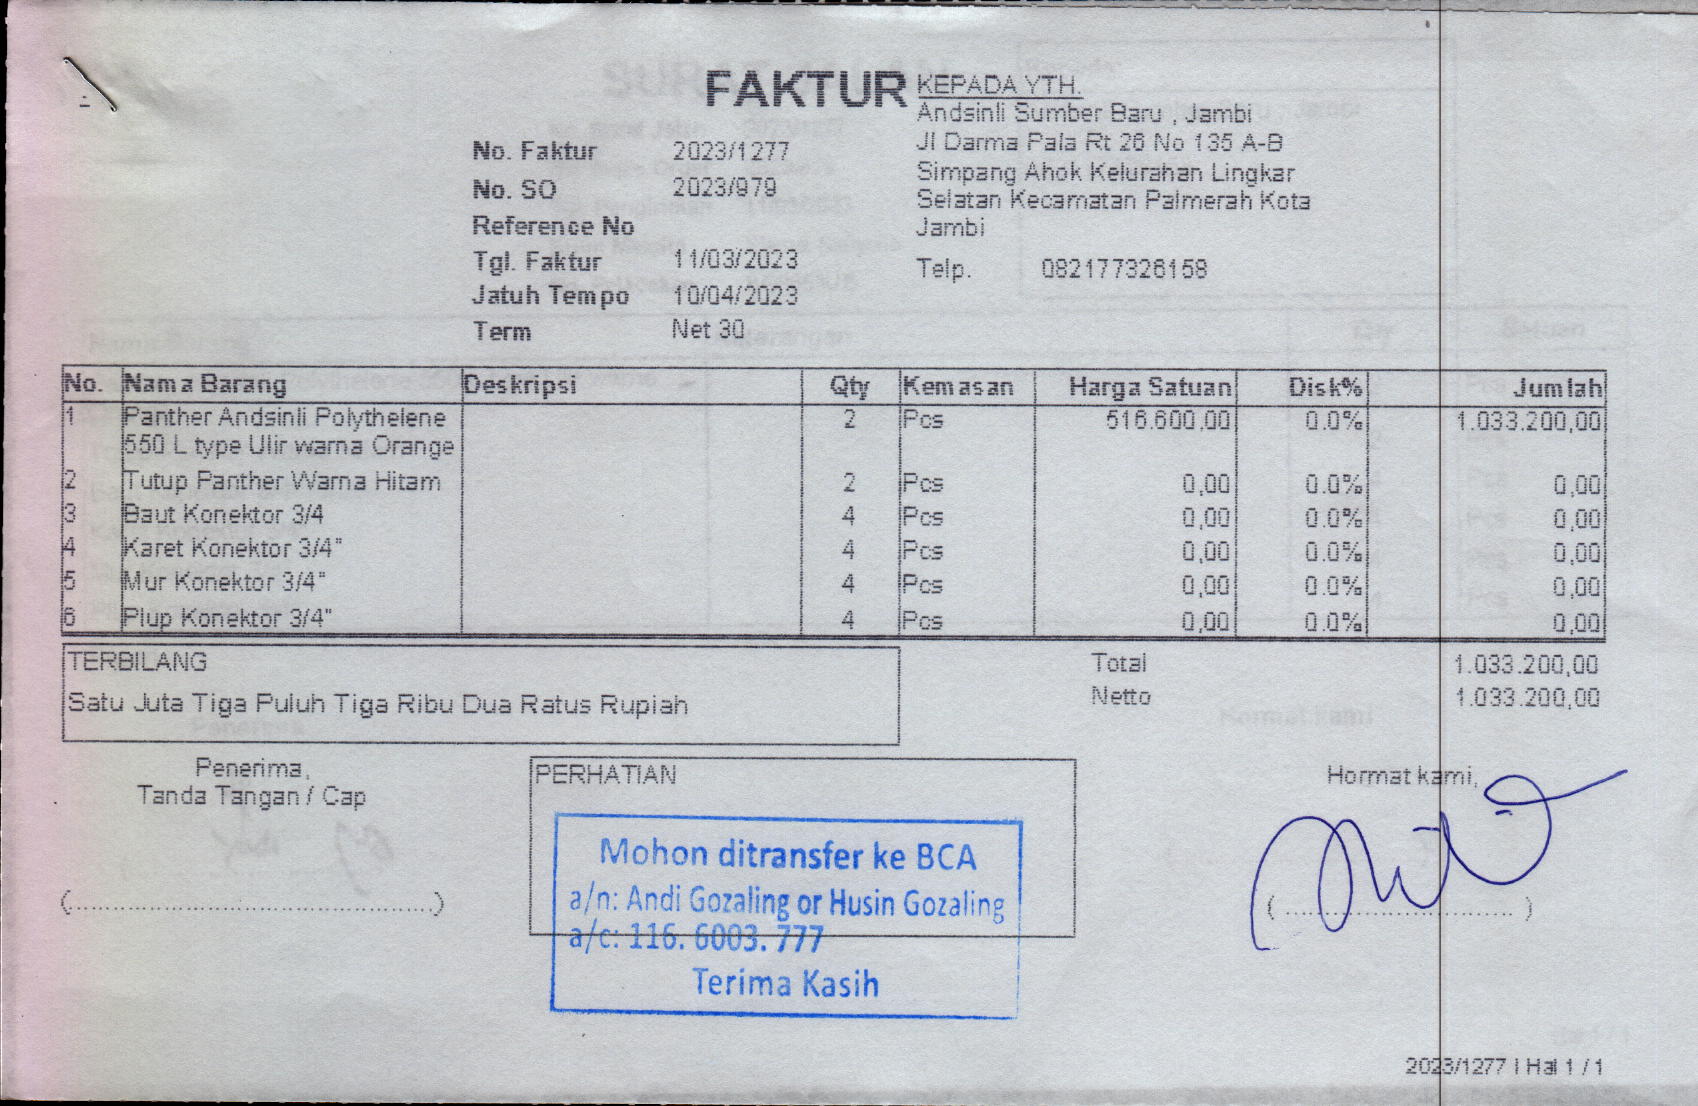 FAKTUR
No. Faktur 2023/1277
No. SO 2023/979
Reference No
Tgl. Faktur 11/03/2023
Jatuh Tempo 10/04/2023
Term Net 30
KEPADA YTH.
Andsinli Sumber Baru , Jambi
Jl Darma Pala Rt 26 No 135 A-B
Simpang Ahok Kelurahan Lingkar
Selatan Kecamatan Palmerah Kota
Jambi
Telp. 082177326158
No. Nama Barang Deskripsi Qty Kemasan Harga Satuan Disk% Jumlah
1 Panther Andsinli Polythelene 2 Pcs 516.600,00 0.0% 1.033.200,00
550 L type Ulir warna Orange
2 Tutup Panther Warna Hitam 2 Pcs 0,00 0.0% 0,00
3 Baut Konektor 3/4 4 Pcs 0,00 0.0% 0,00
4 Karet Konektor 3/4" 4 Pcs 0,00 0.0% 0,00
5 Mur Konektor 3/4" 4 Pcs 0,00 0.0% 0,00
6 Plup Konektor 3/4" 4 Pcs 0,00 0.0% 0,00
TERBILANG
Satu Juta Tiga Puluh Tiga Ribu Dua Ratus Rupiah
Total 1.033.200,00
Netto 1.033.200,00
Penerima,
Tanda Tangan / Cap
(..........................................)
PERHATIAN
Mohon ditransfer ke BCA
a/n: Andi Gozaling or Husin Gozaling
a/c: 116. 6003. 777
Terima Kasih
Hormat kami,
( .............................. )
2023/1277 | Hal 1 / 1